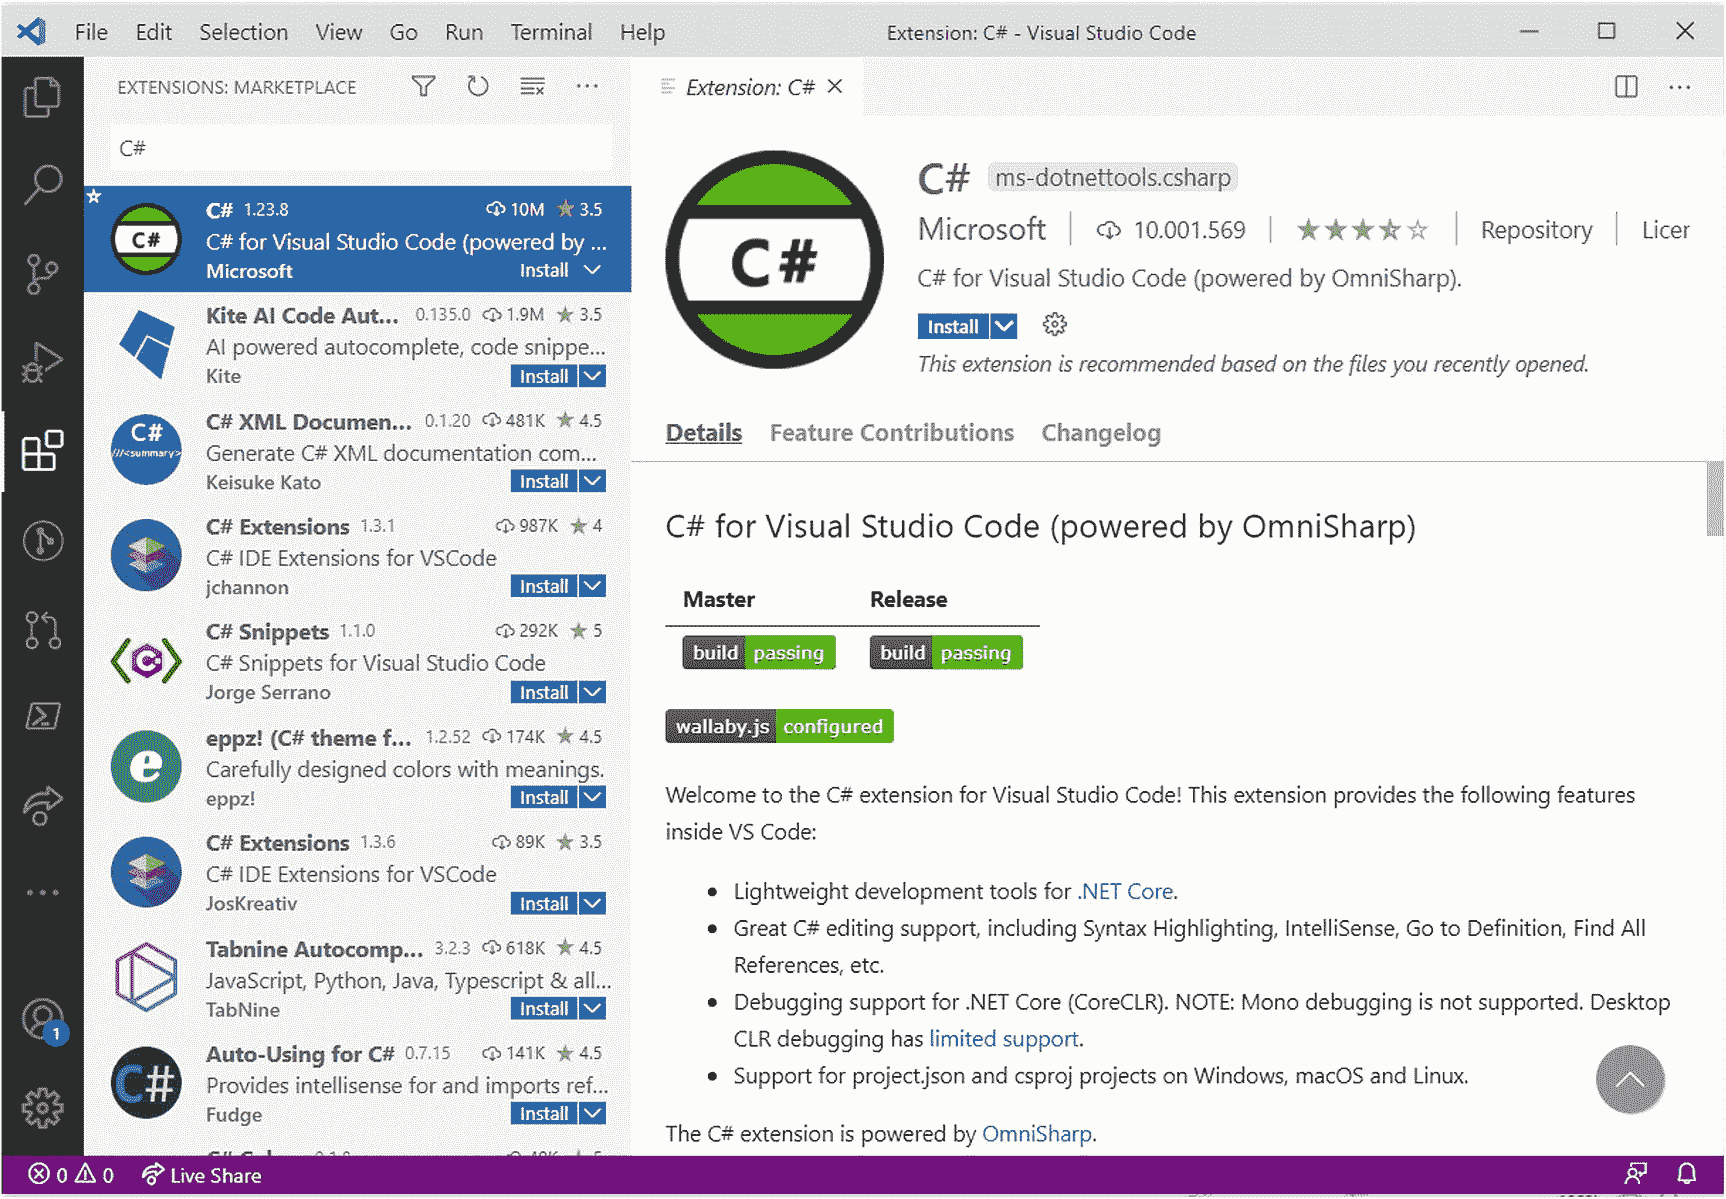 File Edit Selection View Go Run Terminal Help
Extension: C# - Visual Studio Code
EXTENSIONS: MARKETPLACE
C#
C# 1.23.8 10M 3.5
C# for Visual Studio Code (powered by ...
Microsoft Install
Kite AI Code Aut... 0.135.0 1.9M 3.5
AI powered autocomplete, code snippe...
Kite Install
C#
///<summary>
C# XML Documen... 0.1.20 481K 4.5
Generate C# XML documentation com...
Keisuke Kato Install
C# Extensions 1.3.1 987K 4
C# IDE Extensions for VSCode
jchannon Install
C# Snippets 1.1.0 292K 5
C# Snippets for Visual Studio Code
Jorge Serrano Install
eppz! (C# theme f... 1.2.52 174K 4.5
Carefully designed colors with meanings.
eppz! Install
C# Extensions 1.3.6 89K 3.5
C# IDE Extensions for VSCode
JosKreativ Install
Tabnine Autocomp... 3.2.3 618K 4.5
JavaScript, Python, Java, Typescript & all...
TabNine Install
C#
Auto-Using for C# 0.7.15 141K 4.5
Provides intellisense for and imports ref...
Fudge Install
1
Extension: C#
C#
C# ms-dotnettools.csharp
Microsoft 10.001.569 Repository Licer
C# for Visual Studio Code (powered by OmniSharp).
Install
This extension is recommended based on the files you recently opened.
Details Feature Contributions Changelog
C# for Visual Studio Code (powered by OmniSharp)
Master Release
build passing build passing
wallaby.js configured
Welcome to the C# extension for Visual Studio Code! This extension provides the following features
inside VS Code:
• Lightweight development tools for .NET Core.
• Great C# editing support, including Syntax Highlighting, IntelliSense, Go to Definition, Find All
References, etc.
• Debugging support for .NET Core (CoreCLR). NOTE: Mono debugging is not supported. Desktop
CLR debugging has limited support.
• Support for project.json and csproj projects on Windows, macOS and Linux.
The C# extension is powered by OmniSharp.
0 0 Live Share